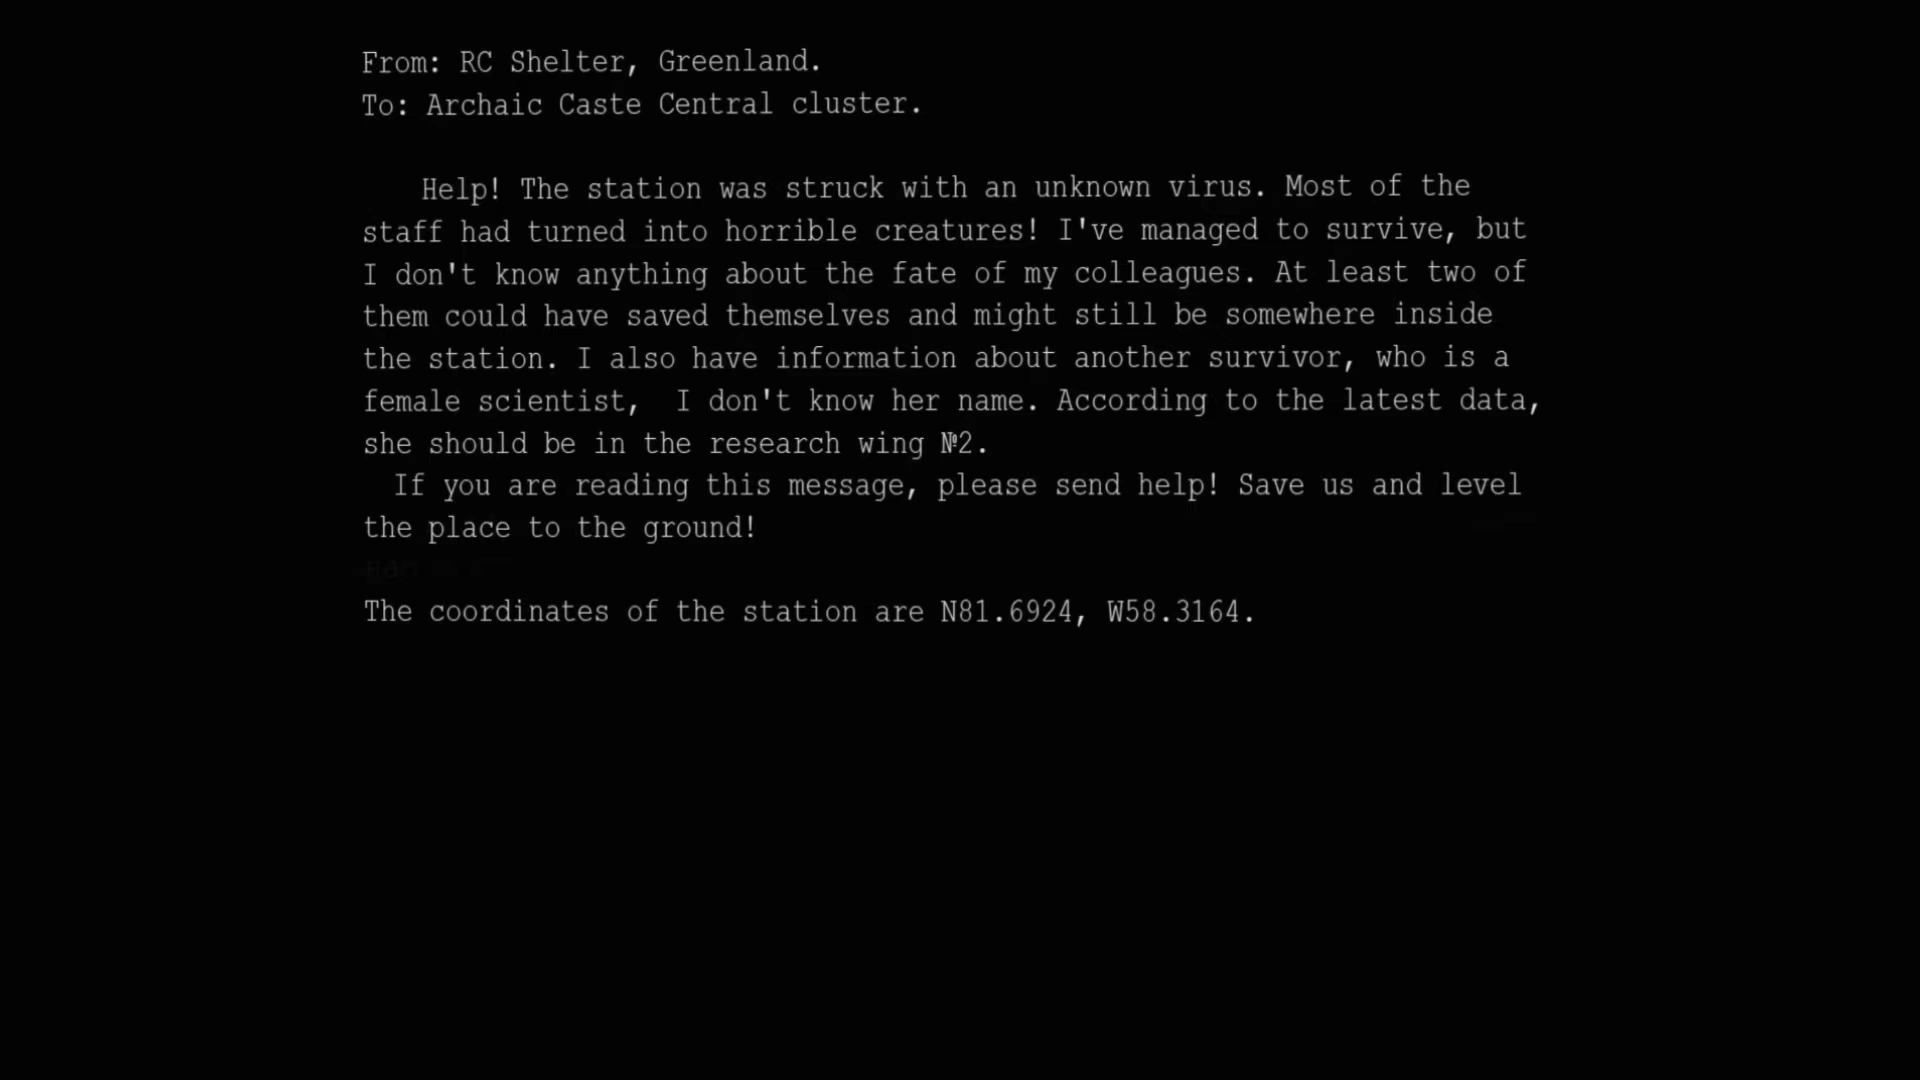 From: RC Shelter, Greenland.
To: Archaic Caste Central cluster.
Help! The station was struck with an unknown virus. Most of the
staff had turned into horrible creatures! I've managed to survive, but
I don't know anything about the fate of my colleagues. At least two of
them could have saved themselves and might still be somewhere inside
the station. I also have information about another survivor, who is a
female scientist,  I don't know her name. According to the latest data,
she should be in the research wing №2.
If you are reading this message, please send help! Save us and level
the place to the ground!
The coordinates of the station are N81.6924, W58.3164.